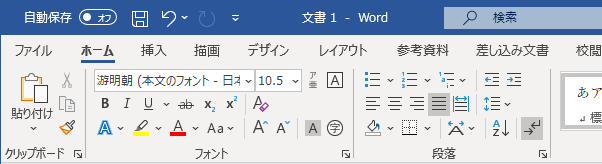 自動保存 オフ 文書 1 - Word 検索
ファイル ホーム 挿入 描画 デザイン レイアウト 参考資料 差し込み文書 校閲
游明朝 (本文のフォント - 日本 10.5 ア亜 A
貼り付け B I U ab x₂ x² A あア
A A Aa A A A 字 標
クリップボード フォント 段落